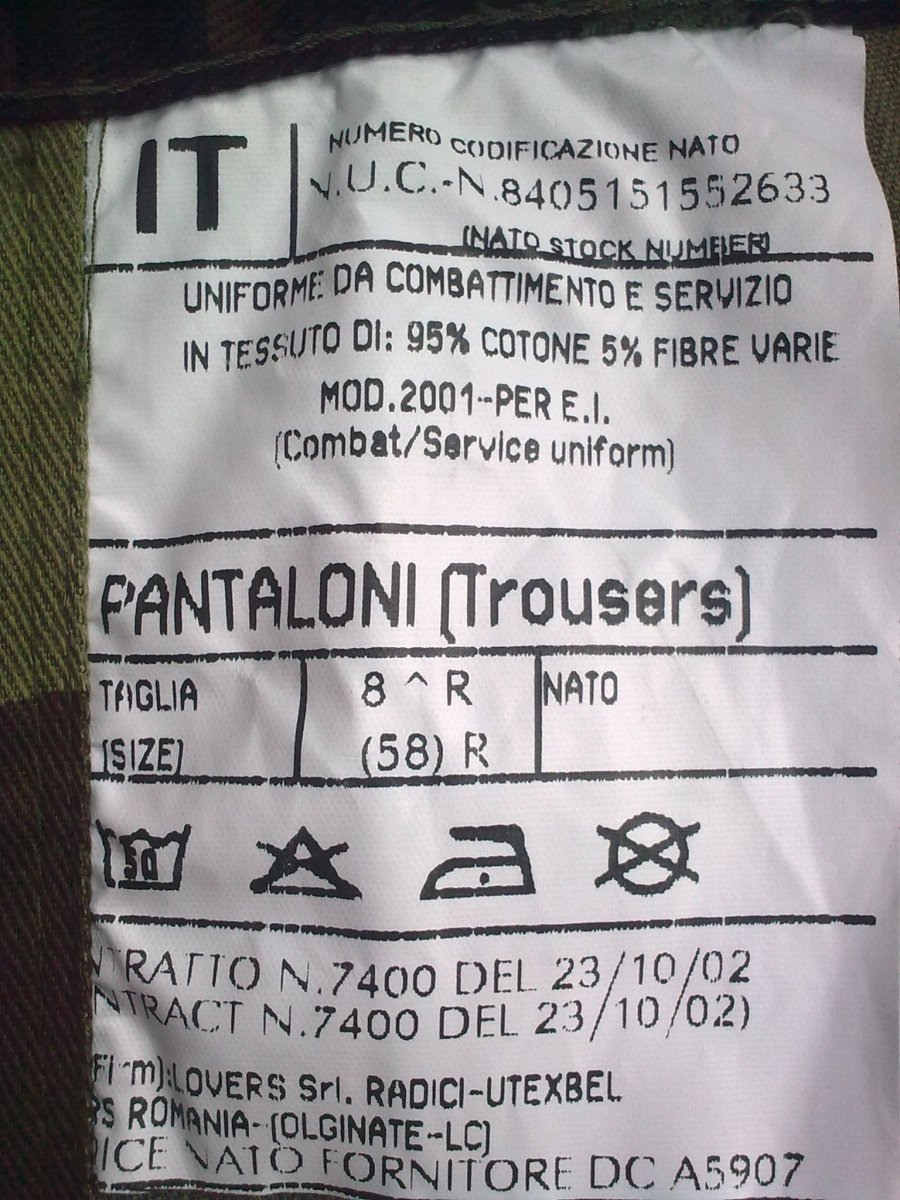 IT
NUMERO CODIFICAZIONE NATO
N.U.C.-N.8405151552633
(NATO STOCK NUMBER)
UNIFORME DA COMBATTIMENTO E SERVIZIO
IN TESSUTO DI: 95% COTONE 5% FIBRE VARIE
MOD.2001-PER E.I.
(Combat/Service uniform)
PANTALONI (Trousers)
TAGLIA 8 ^ R NATO
(SIZE) (58) R
50
NTRATTO N.7400 DEL 23/10/02
NTRACT N.7400 DEL 23/10/02)
Firm):LOVERS Srl. RADICI-UTEXBEL
RS ROMANIA-(OLGINATE-LC)
DICE NATO FORNITORE DC A5907